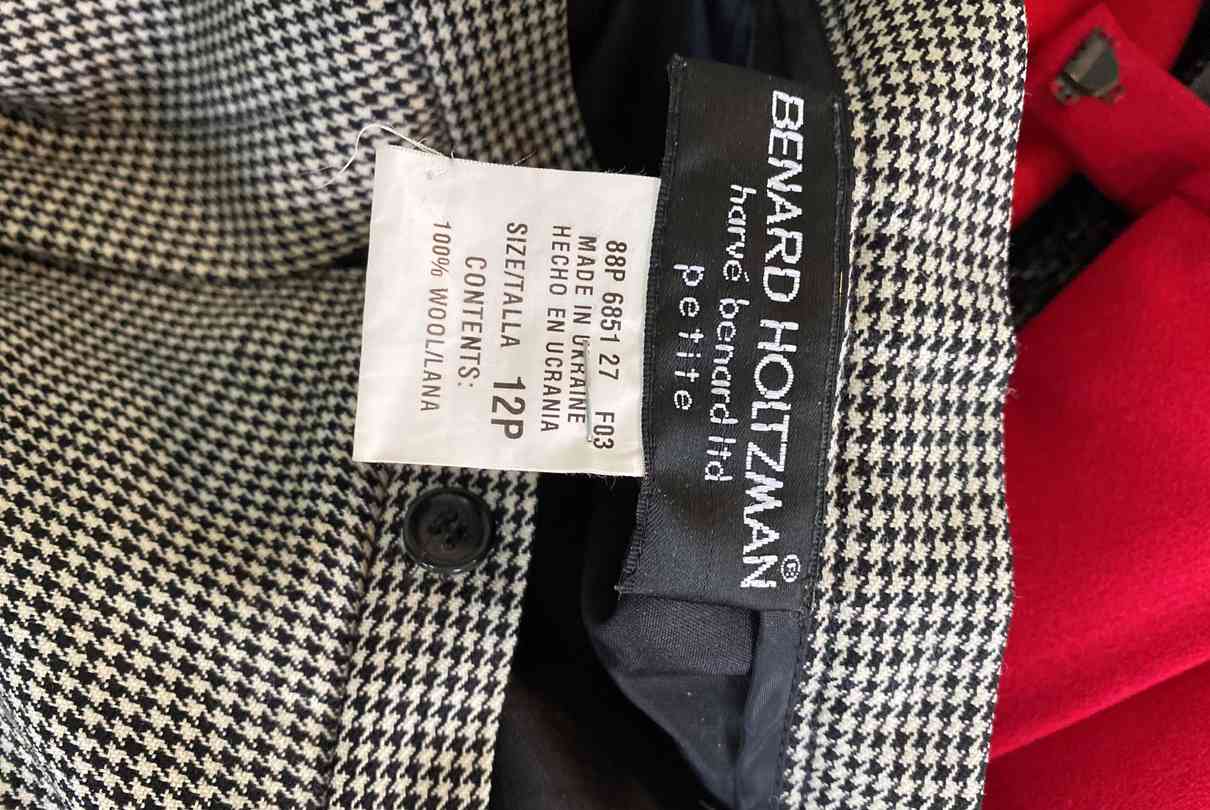 BENARD HOLTZMAN®
harvé benard ltd
petite
88P 6851 27 F03
MADE IN UKRAINE
HECHO EN UCRANIA
SIZE/TALLA 12P
CONTENTS:
100% WOOL/LANA